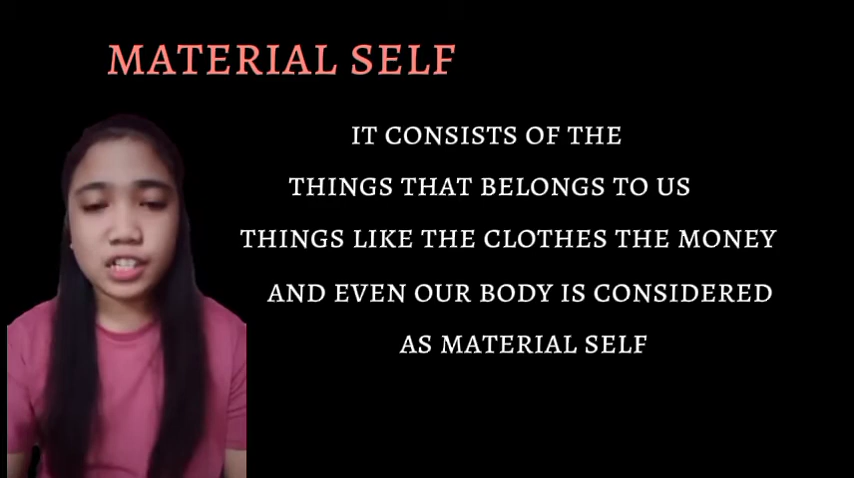 MATERIAL SELF
IT CONSISTS OF THE
THINGS THAT BELONGS TO US
THINGS LIKE THE CLOTHES THE MONEY
AND EVEN OUR BODY IS CONSIDERED
AS MATERIAL SELF